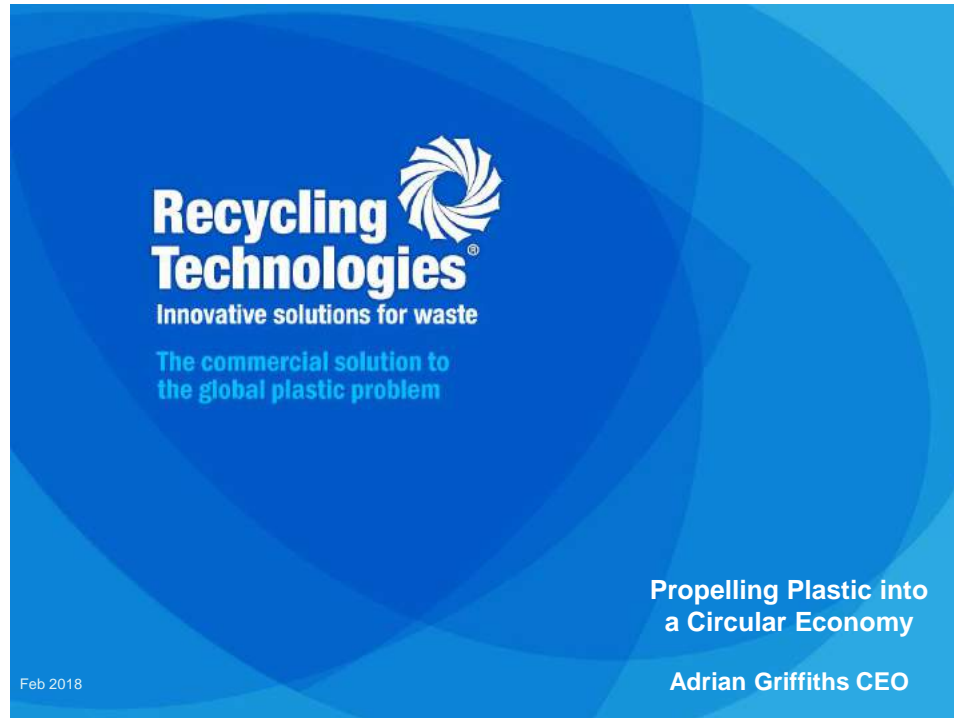 Recycling
Technologies®
Innovative solutions for waste
The commercial solution to
the global plastic problem
Propelling Plastic into
a Circular Economy
Adrian Griffiths CEO
Feb 2018